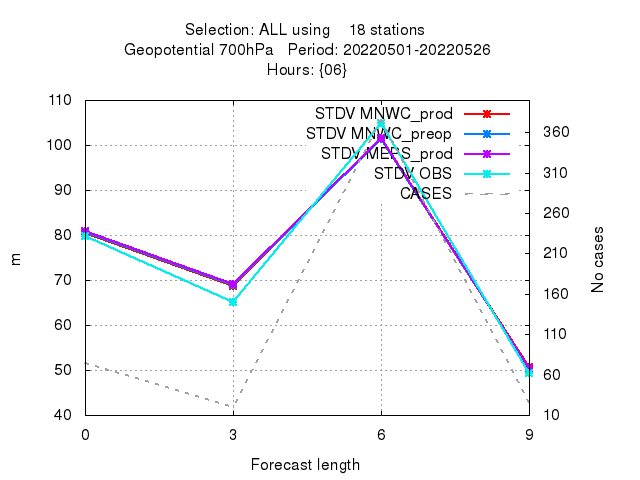 Selection: ALL using 18 stations
Geopotential 700hPa Period: 20220501-20220526
Hours: {06}
STDV MNWC_prod
STDV MNWC_preop
STDV MEPS_prod
STDV OBS
CASES
110
100
90
80
70
60
50
40
m
360
310
260
210
160
110
60
10
No cases
0 3 6 9
Forecast length